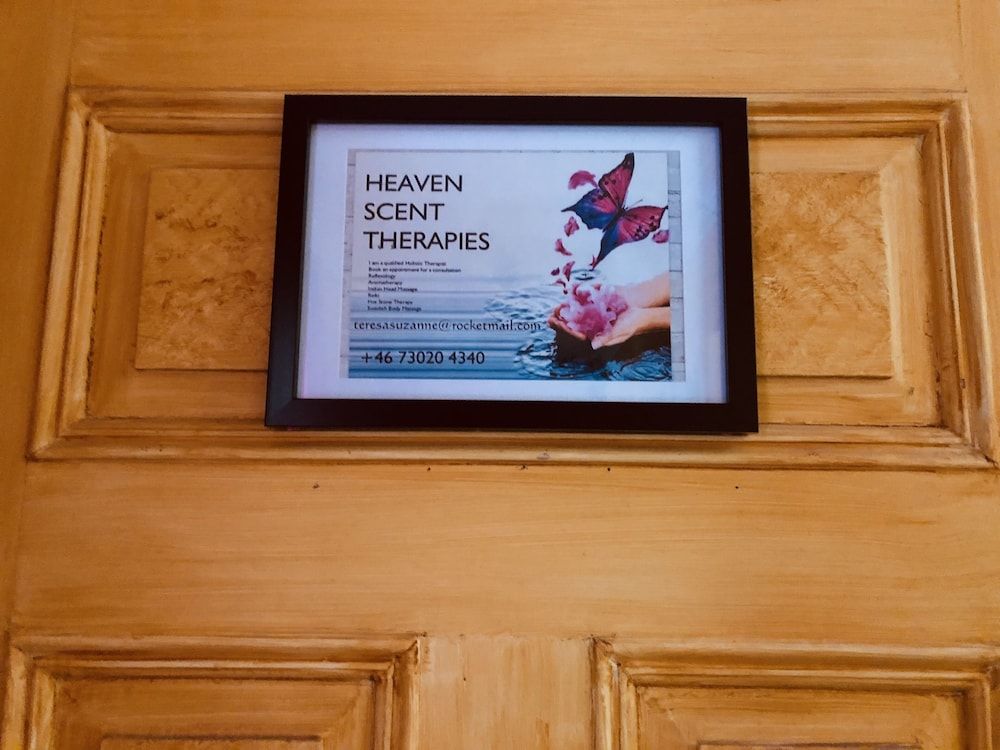 HEAVEN
SCENT
THERAPIES
I am a qualified Holistic Therapist
Book an appointment for a consultation
Reflexology
Aromatherapy
Indian Head Massage
Reiki
Hot Stone Therapy
Swedish Body Massage
teresasuzanne@rocketmail.com
+46 73020 4340